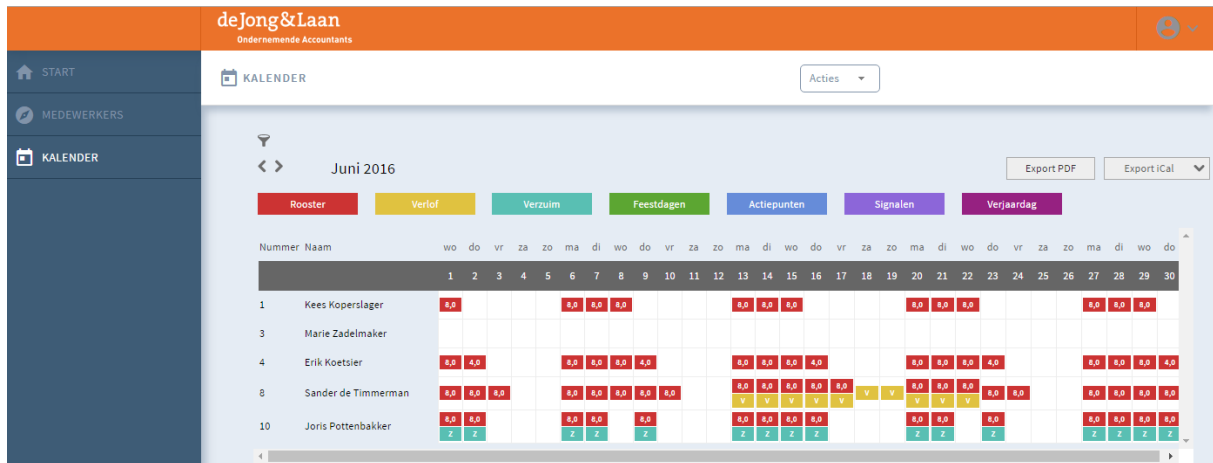 deJong&Laan
Ondernemende Accountants
START
MEDEWERKERS
KALENDER
KALENDER
Acties
Juni 2016
Export PDF
Export iCal
Rooster Verlof Verzuim Feestdagen Actiepunten Signalen Verjaardag
Nummer Naam wo do vr za zo ma di wo do vr za zo ma di wo do vr za zo ma di wo do vr za zo ma di wo do
1 2 3 4 5 6 7 8 9 10 11 12 13 14 15 16 17 18 19 20 21 22 23 24 25 26 27 28 29 30
1 Kees Koperslager 8,0 8,0 8,0 8,0 8,0 8,0 8,0 8,0 8,0 8,0 8,0 8,0 8,0
3 Marie Zadelmaker
4 Erik Koetsier 8,0 4,0 8,0 8,0 8,0 4,0 8,0 8,0 8,0 4,0 8,0 8,0 8,0 4,0 8,0 8,0 8,0 4,0
8 Sander de Timmerman 8,0 8,0 8,0 8,0 8,0 8,0 8,0 8,0 8,0 8,0 8,0 8,0 8,0 V V 8,0 8,0 8,0 8,0 8,0 8,0 8,0 8,0 8,0
V V V V V V V V
10 Joris Pottenbakker 8,0 8,0 8,0 8,0 8,0 8,0 8,0 8,0 8,0 8,0 8,0 8,0 8,0 8,0 8,0 8,0
Z Z Z Z Z Z Z Z Z Z Z Z Z Z Z Z